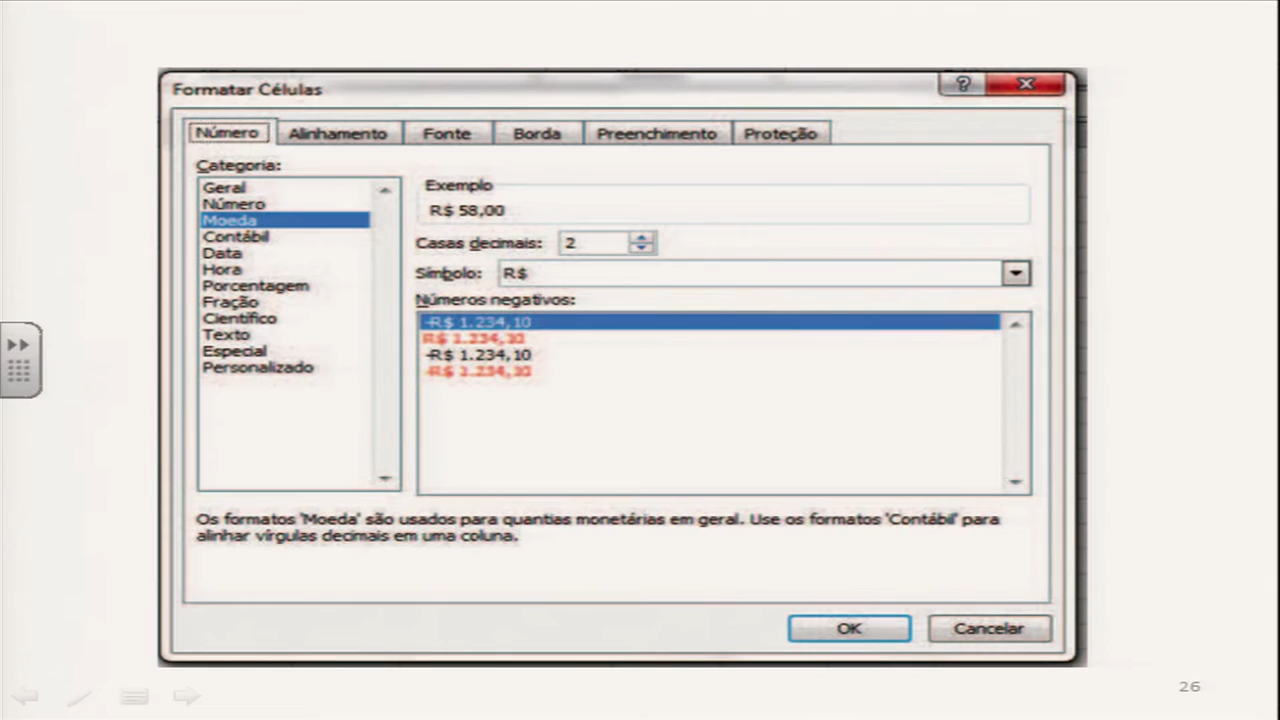 Formatar Células
?
Número Alinhamento Fonte Borda Preenchimento Proteção
Categoria:
Geral
Número
Moeda
Contábil
Data
Hora
Porcentagem
Fração
Científico
Texto
Especial
Personalizado
Exemplo
R$ 58,00
Casas decimais: 2
Símbolo: R$
Números negativos:
-R$ 1.234,10
R$ 1.234,10
-R$ 1.234,10
-R$ 1.234,10
Os formatos 'Moeda' são usados para quantias monetárias em geral. Use os formatos 'Contábil' para
alinhar vírgulas decimais em uma coluna.
OK Cancelar
26